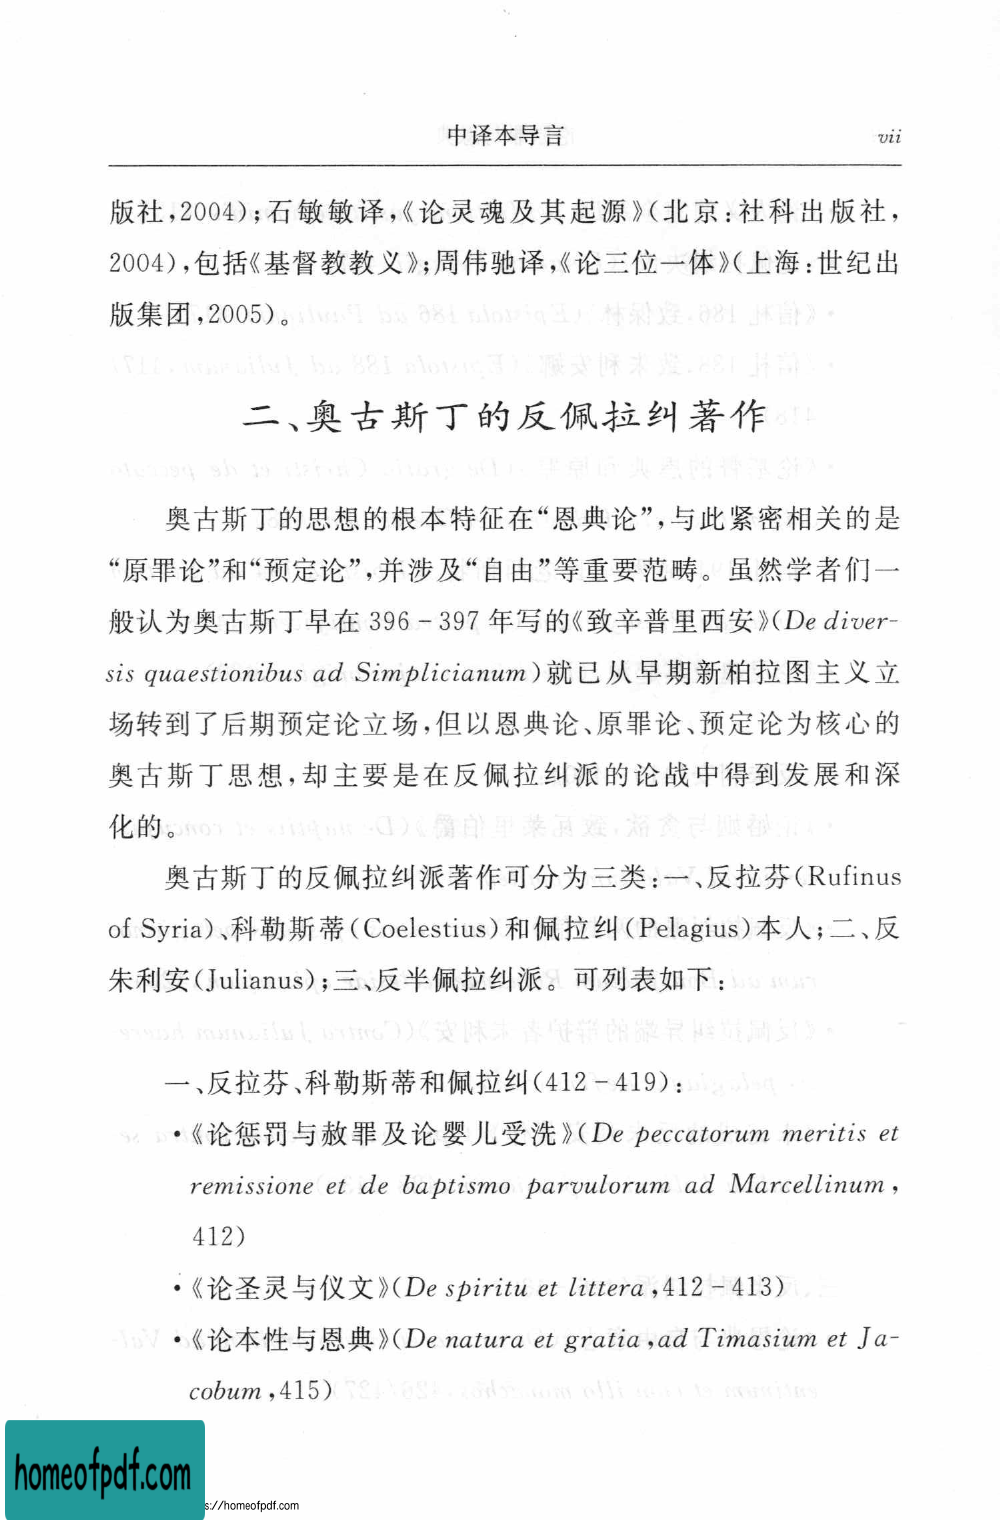 中译本导言 vii
版社,2004);石敏敏译,《论灵魂及其起源》(北京:社科出版社,
2004),包括《基督教教义》;周伟驰译,《论三位一体》(上海:世纪出
版集团,2005)。
二、奥古斯丁的反佩拉纠著作
奥古斯丁的思想的根本特征在“恩典论”,与此紧密相关的是
“原罪论”和“预定论”,并涉及“自由”等重要范畴。虽然学者们一
般认为奥古斯丁早在 396-397 年写的《致辛普里西安》(De diver-
sis quaestionibus ad Simplicianum)就已从早期新柏拉图主义立
场转到了后期预定论立场,但以恩典论、原罪论、预定论为核心的
奥古斯丁思想,却主要是在反佩拉纠派的论战中得到发展和深
化的。
奥古斯丁的反佩拉纠派著作可分为三类:一、反拉芬(Rufinus
of Syria)、科勒斯蒂(Coelestius)和佩拉纠(Pelagius)本人;二、反
朱利安(Julianus);三、反半佩拉纠派。可列表如下:
一、反拉芬、科勒斯蒂和佩拉纠(412-419):
·《论惩罚与赦罪及论婴儿受洗》(De peccatorum meritis et
remissione et de baptismo parvulorum ad Marcellinum,
412)
·《论圣灵与仪文》(De spiritu et littera,412-413)
·《论本性与恩典》(De natura et gratia,ad Timasium et Ja-
cobum,415)
homeofpdf.com
s://homeofpdf.com